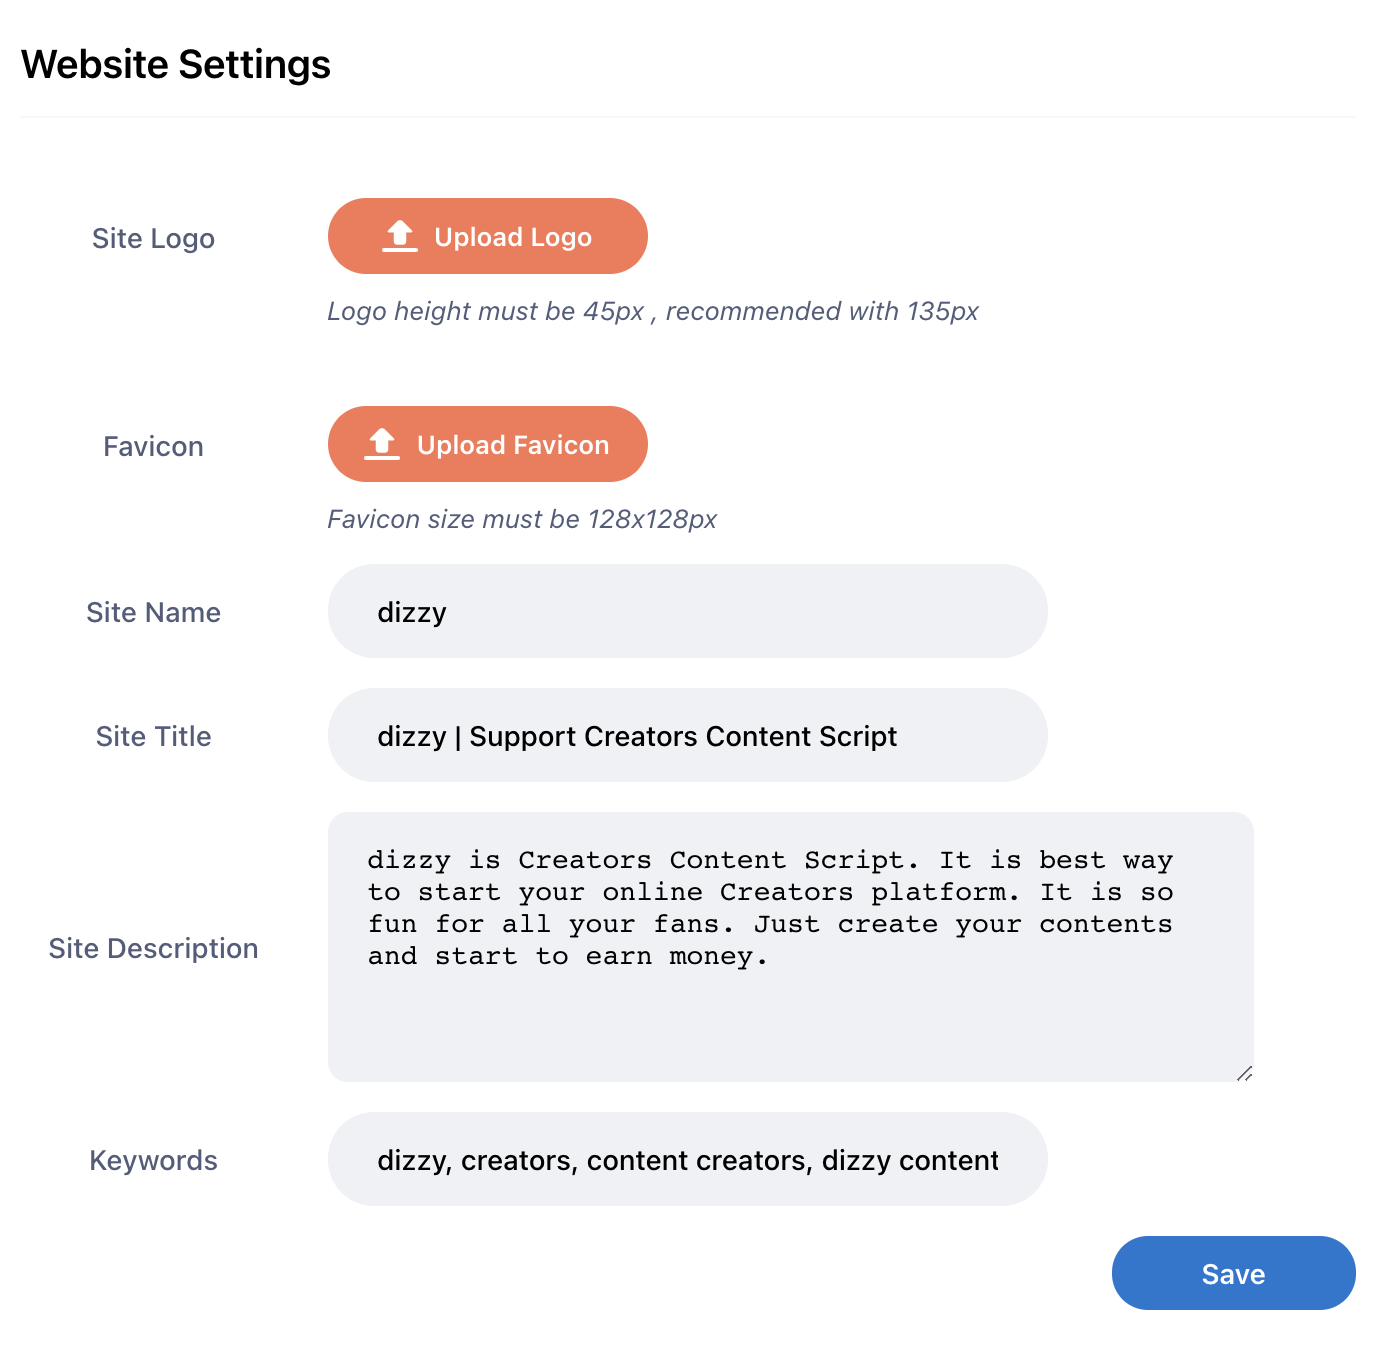 Website Settings
Site Logo
Upload Logo
Logo height must be 45px , recommended with 135px
Favicon
Upload Favicon
Favicon size must be 128x128px
Site Name
dizzy
Site Title
dizzy | Support Creators Content Script
Site Description
dizzy is Creators Content Script. It is best way
to start your online Creators platform. It is so
fun for all your fans. Just create your contents
and start to earn money.
Keywords
dizzy, creators, content creators, dizzy content
Save